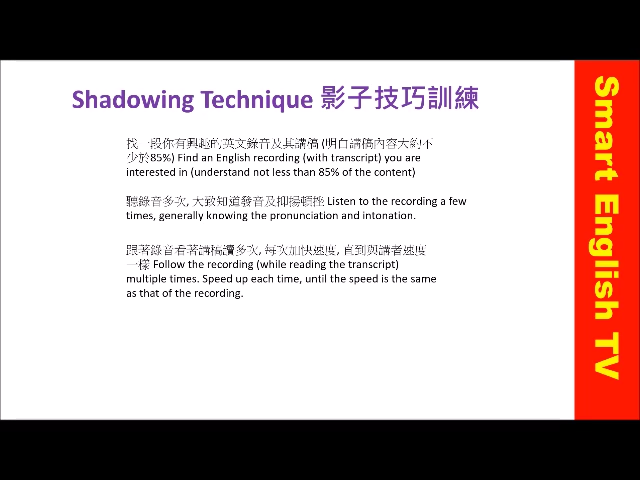 Shadowing Technique 影子技巧訓練
找一段你有興趣的英文錄音及其講稿 (明白講稿內容大約不
少於85%) Find an English recording (with transcript) you are
interested in (understand not less than 85% of the content)
聽錄音多次, 大致知道發音及抑揚頓挫 Listen to the recording a few
times, generally knowing the pronunciation and intonation.
跟著錄音看著講稿讀多次, 每次加快速度, 直到與講者速度
一樣 Follow the recording (while reading the transcript)
multiple times. Speed up each time, until the speed is the same
as that of the recording.
Smart English TV